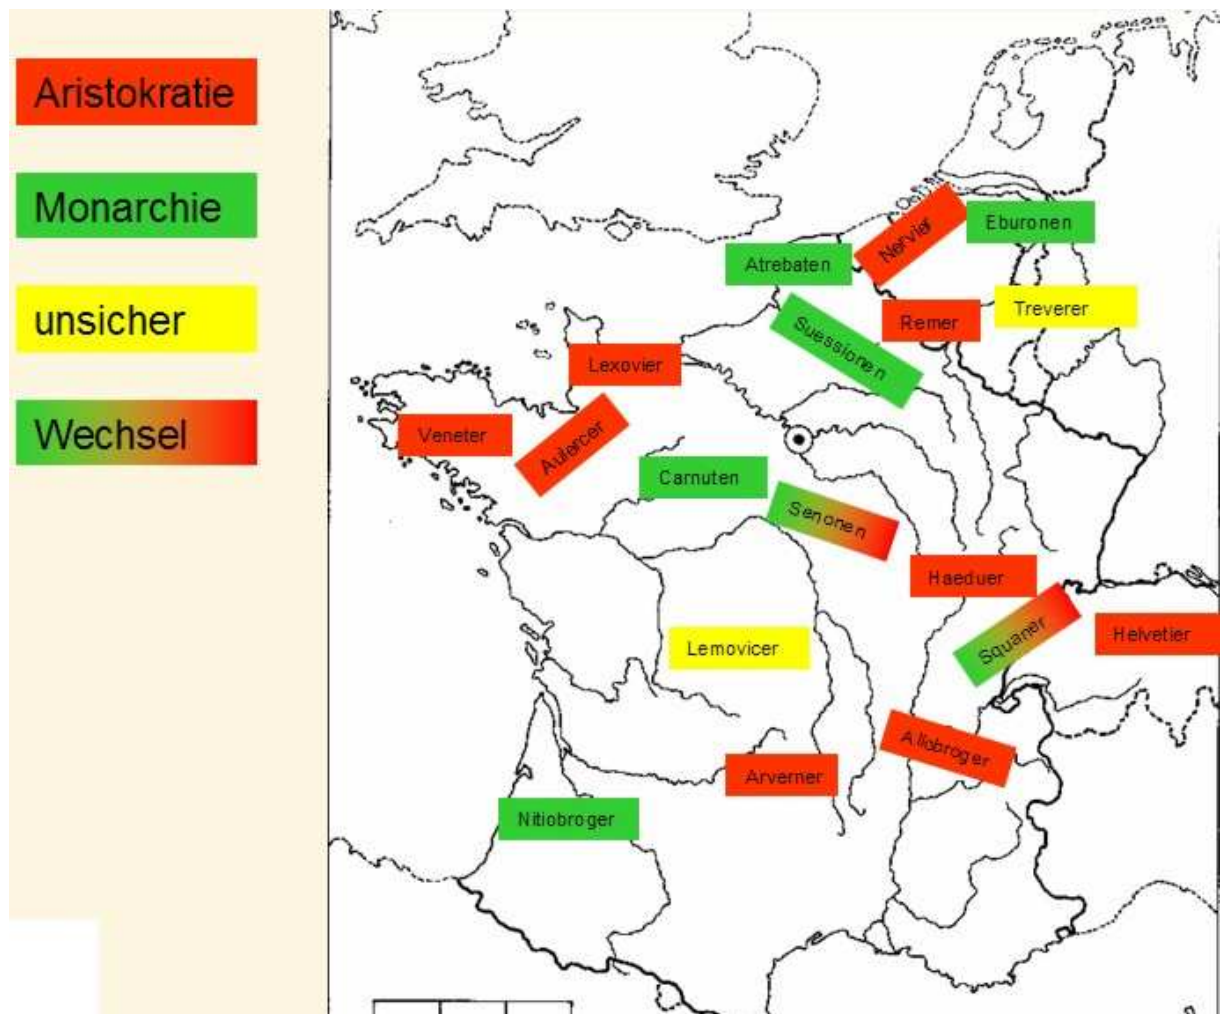 Aristokratie
Monarchie
unsicher
Wechsel
Nervier
Eburonen
Atrebaten
Treverer
Remer
Suessionen
Lexovier
Veneter
Aulercer
Carnuten
Senonen
Haeduer
Squaner
Helvetier
Lemovicer
Allobroger
Arverner
Nitiobroger